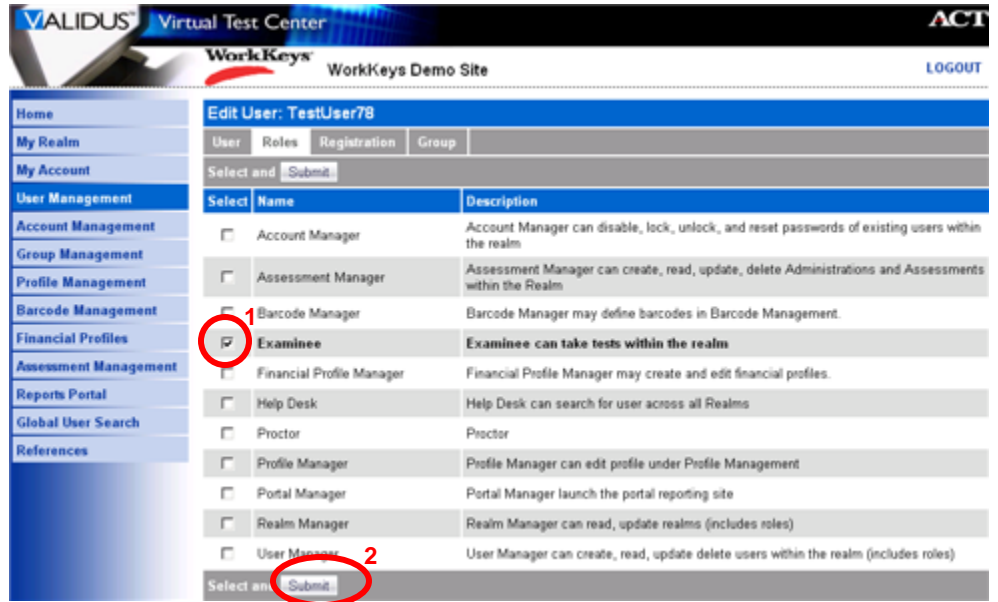 VALIDUS™ Virtual Test Center ACT
WorkKeys WorkKeys Demo Site LOGOUT
Home
My Realm
My Account
User Management
Account Management
Group Management
Profile Management
Barcode Management
Financial Profiles
Assessment Management
Reports Portal
Global User Search
References
Edit User: TestUser78
User Roles Registration Group
Select and Submit
Select Name Description
Account Manager Account Manager can disable, lock, unlock, and reset passwords of existing users within
the realm
Assessment Manager Assessment Manager can create, read, update, delete Administrations and Assessments
within the Realm
1 Barcode Manager Barcode Manager may define barcodes in Barcode Management.
Examinee Examinee can take tests within the realm
Financial Profile Manager Financial Profile Manager may create and edit financial profiles.
Help Desk Help Desk can search for user across all Realms
Proctor Proctor
Profile Manager Profile Manager can edit profile under Profile Management
Portal Manager Portal Manager launch the portal reporting site
Realm Manager Realm Manager can read, update realms (includes roles)
User Manager 2 User Manager can create, read, update delete users within the realm (includes roles)
Select and Submit